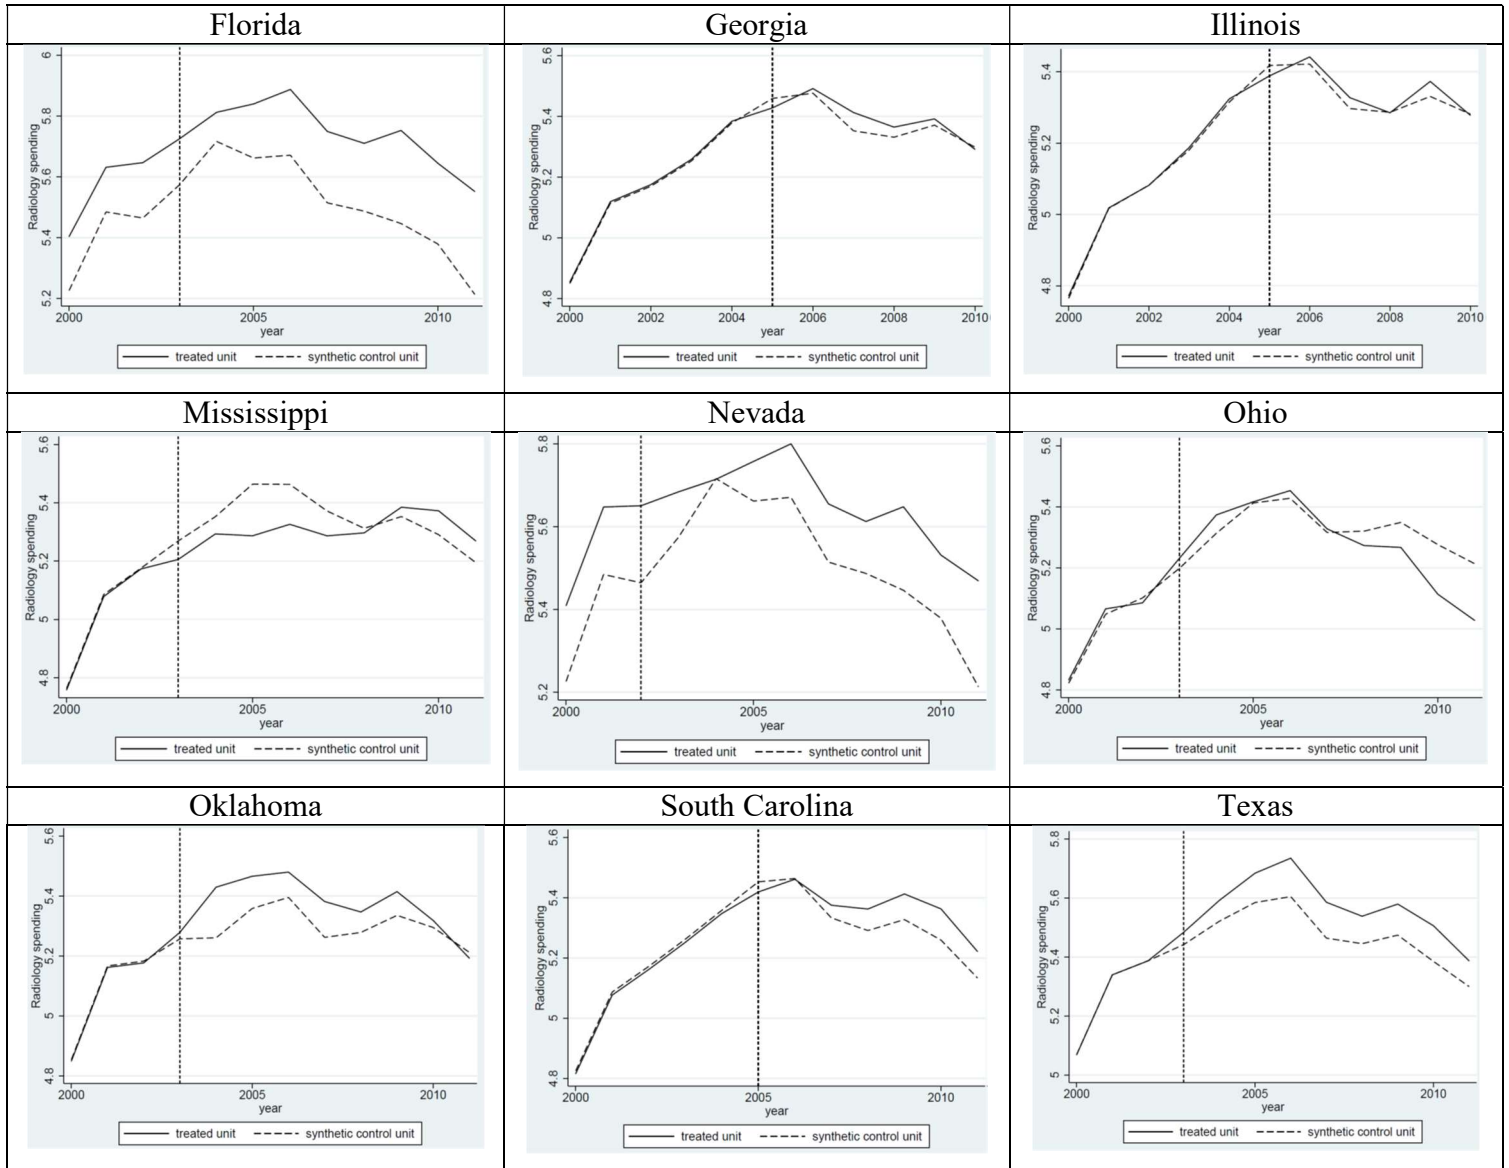 Florida
Georgia
Illinois
Radiology spending
6
5.8
5.6
5.4
5.2
2000
2005
2010
year
treated unit
synthetic control unit
Radiology spending
5.6
5.4
5.2
5
4.8
2000
2002
2004
2006
2008
2010
year
treated unit
synthetic control unit
Radiology spending
5.4
5.2
5
4.8
2000
2002
2004
2006
2008
2010
year
treated unit
synthetic control unit
Mississippi
Nevada
Ohio
Radiology spending
5.6
5.4
5.2
5
4.8
2000
2005
2010
year
treated unit
synthetic control unit
Radiology spending
5.8
5.6
5.4
5.2
2000
2005
2010
year
treated unit
synthetic control unit
Radiology spending
5.6
5.4
5.2
5
4.8
2000
2005
2010
year
treated unit
synthetic control unit
Oklahoma
South Carolina
Texas
Radiology spending
5.6
5.4
5.2
5
4.8
2000
2005
2010
year
treated unit
synthetic control unit
Radiology spending
5.6
5.4
5.2
5
4.8
2000
2005
2010
year
treated unit
synthetic control unit
Radiology spending
5.8
5.6
5.4
5.2
5
2000
2005
2010
year
treated unit
synthetic control unit